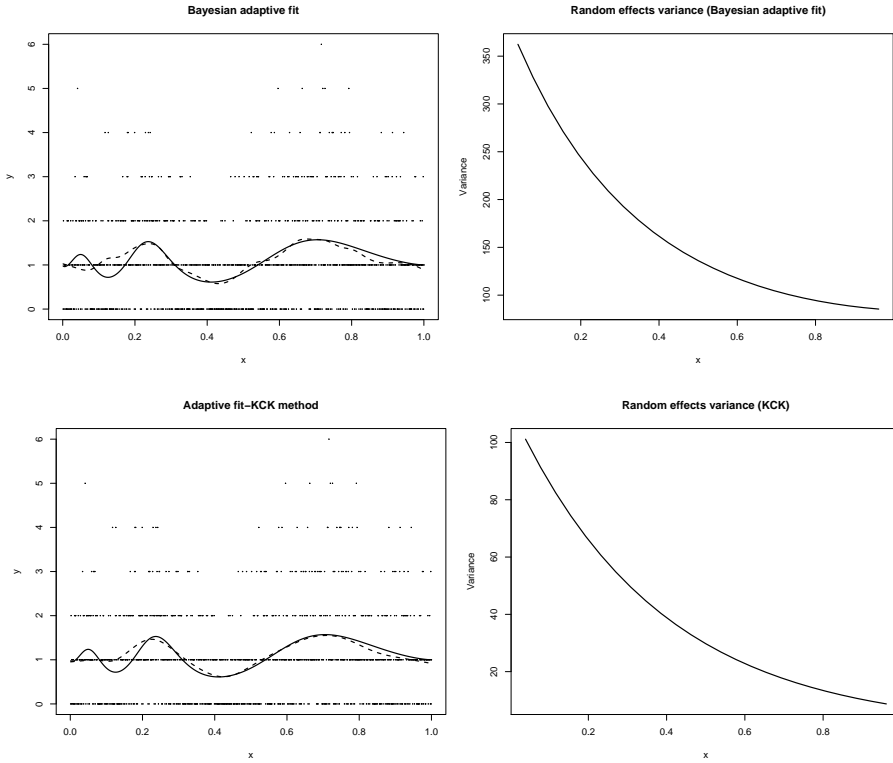 Bayesian adaptive fit
y
6
5
4
3
2
1
0
0.0 0.2 0.4 0.6 0.8 1.0
x
Random effects variance (Bayesian adaptive fit)
Variance
350
300
250
200
150
100
0.2 0.4 0.6 0.8
x
Adaptive fit−KCK method
y
6
5
4
3
2
1
0
0.0 0.2 0.4 0.6 0.8 1.0
x
Random effects variance (KCK)
Variance
100
80
60
40
20
0.2 0.4 0.6 0.8
x